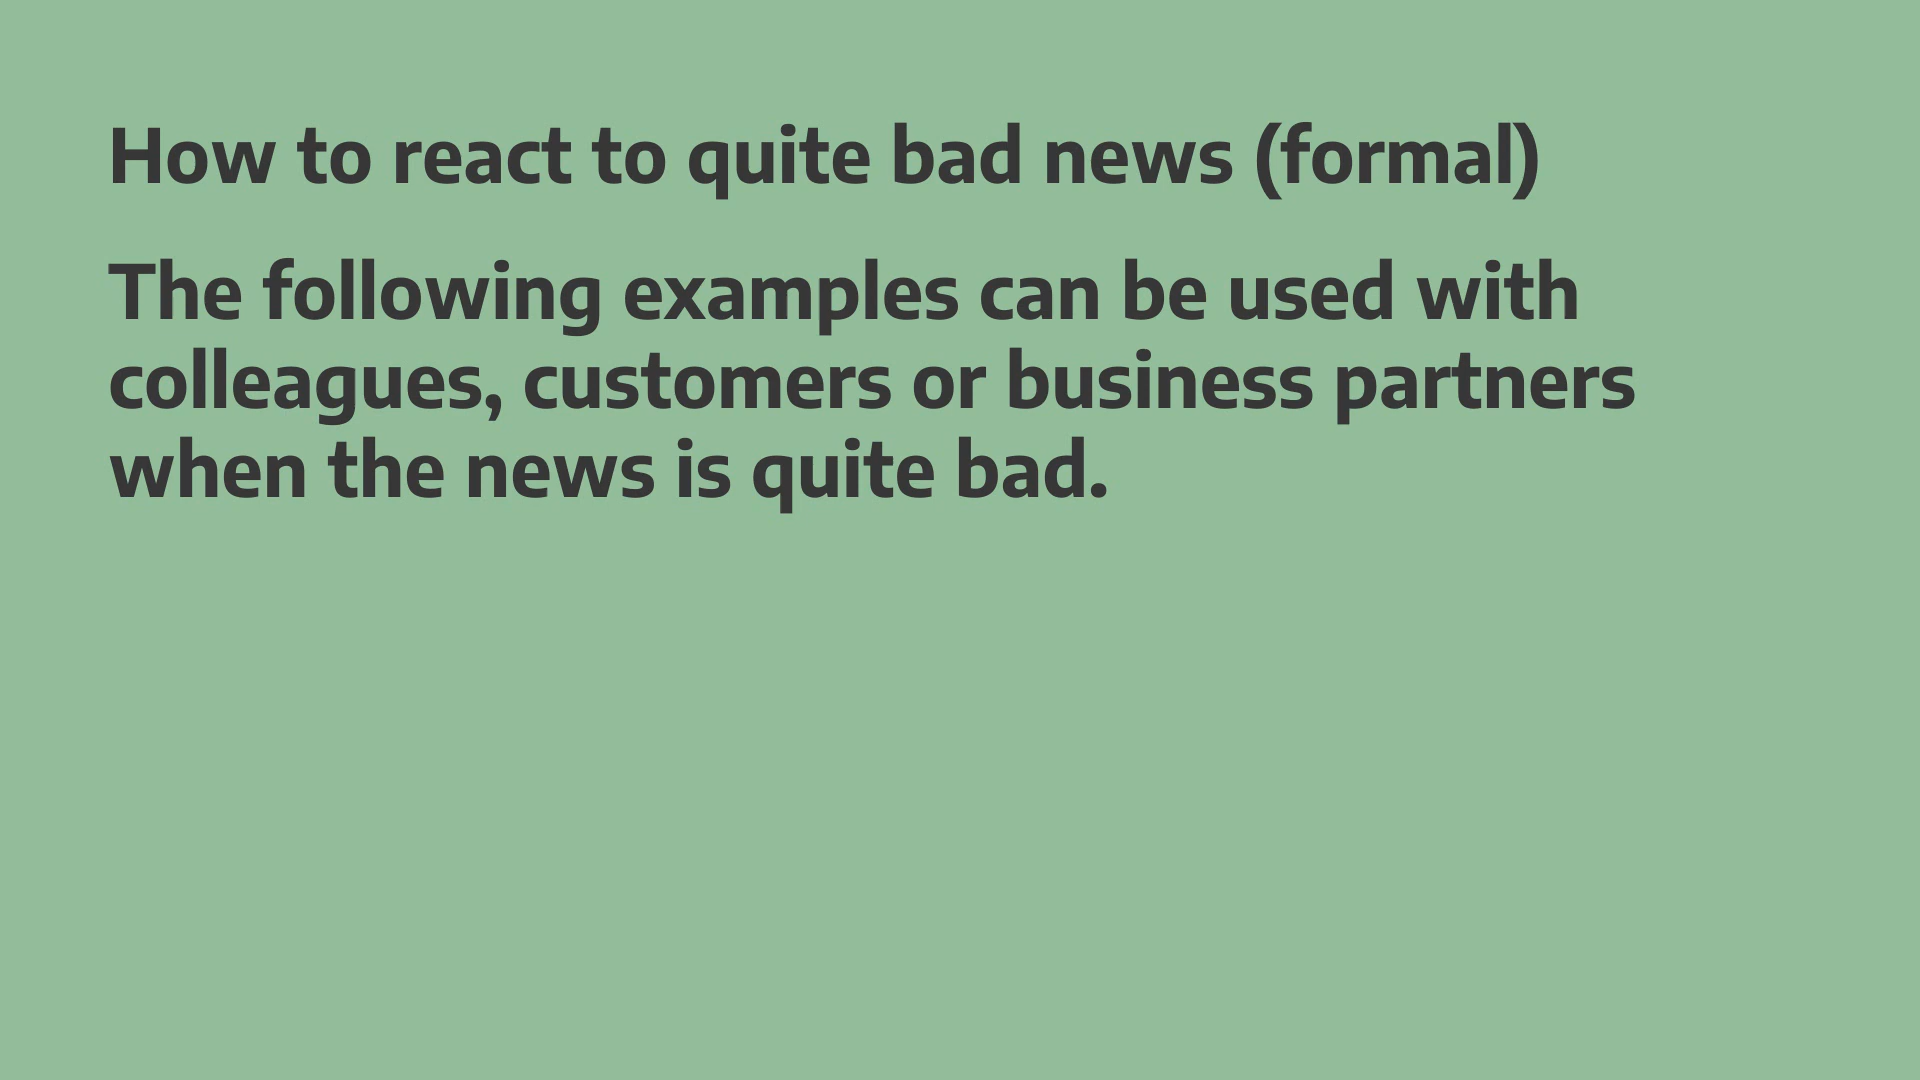 How to react to quite bad news (formal)
The following examples can be used with
colleagues, customers or business partners
when the news is quite bad.